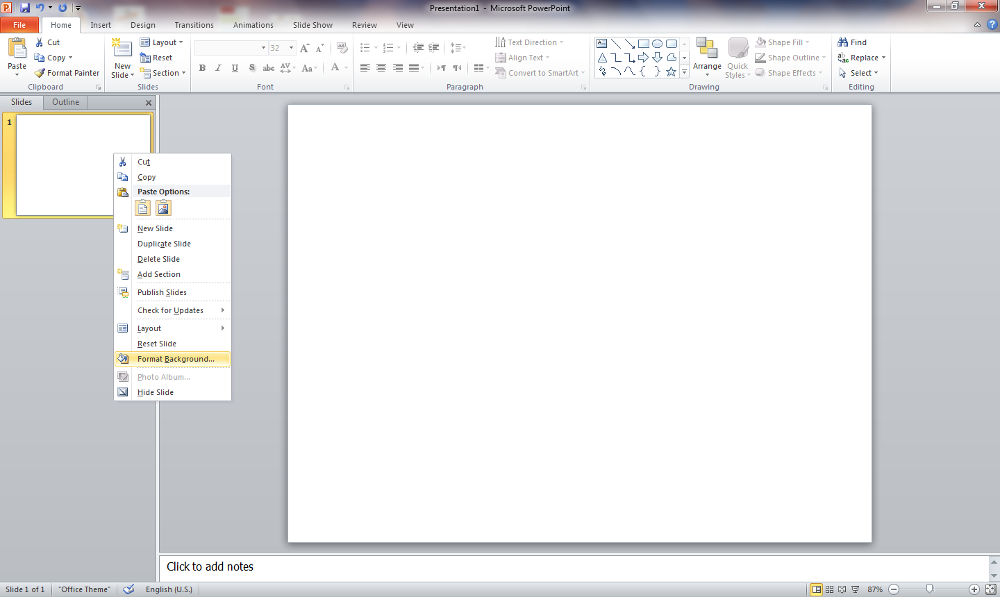 Presentation1 - Microsoft PowerPoint
File Home Insert Design Transitions Animations Slide Show Review View
Paste
Cut
Copy
Format Painter
Clipboard
New Slide
Layout
Reset
Section
Slides
32
B I U S abc AV Aa A
Font
Text Direction
Align Text
Convert to SmartArt
Paragraph
Arrange
Quick Styles
Shape Fill
Shape Outline
Shape Effects
Drawing
Find
Replace
Select
Editing
Slides Outline
1
Cut
Copy
Paste Options:
New Slide
Duplicate Slide
Delete Slide
Add Section
Publish Slides
Check for Updates
Layout
Reset Slide
Format Background...
Photo Album...
Hide Slide
Click to add notes
Slide 1 of 1 "Office Theme" English (U.S.) 87%